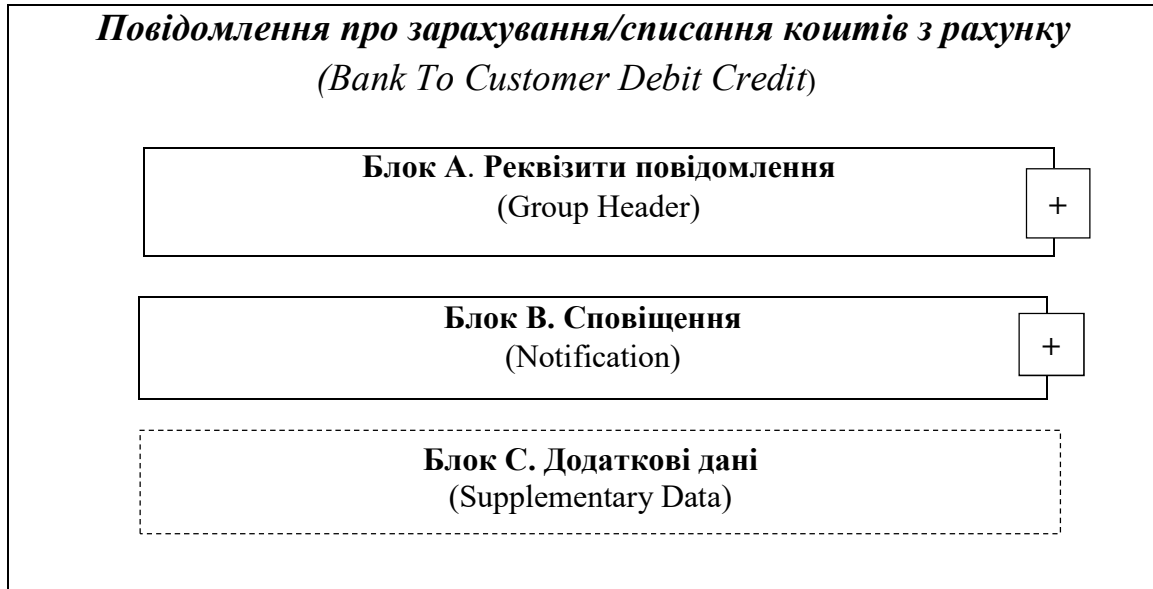 Повідомлення про зарахування/списання коштів з рахунку
(Bank To Customer Debit Credit)
Блок А. Реквізити повідомлення
(Group Header)
+
Блок В. Сповіщення
(Notification)
+
Блок С. Додаткові дані
(Supplementary Data)